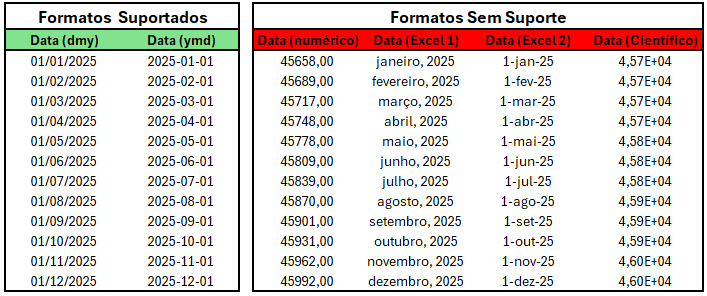 Formatos Suportados Formatos Sem Suporte
Data (dmy) Data (ymd) Data (numérico) Data (Excel 1) Data (Excel 2) Data (Científico)
01/01/2025 2025-01-01 45658,00 janeiro, 2025 1-jan-25 4,57E+04
01/02/2025 2025-02-01 45689,00 fevereiro, 2025 1-fev-25 4,57E+04
01/03/2025 2025-03-01 45717,00 março, 2025 1-mar-25 4,57E+04
01/04/2025 2025-04-01 45748,00 abril, 2025 1-abr-25 4,57E+04
01/05/2025 2025-05-01 45778,00 maio, 2025 1-mai-25 4,58E+04
01/06/2025 2025-06-01 45809,00 junho, 2025 1-jun-25 4,58E+04
01/07/2025 2025-07-01 45839,00 julho, 2025 1-jul-25 4,58E+04
01/08/2025 2025-08-01 45870,00 agosto, 2025 1-ago-25 4,59E+04
01/09/2025 2025-09-01 45901,00 setembro, 2025 1-set-25 4,59E+04
01/10/2025 2025-10-01 45931,00 outubro, 2025 1-out-25 4,59E+04
01/11/2025 2025-11-01 45962,00 novembro, 2025 1-nov-25 4,60E+04
01/12/2025 2025-12-01 45992,00 dezembro, 2025 1-dez-25 4,60E+04